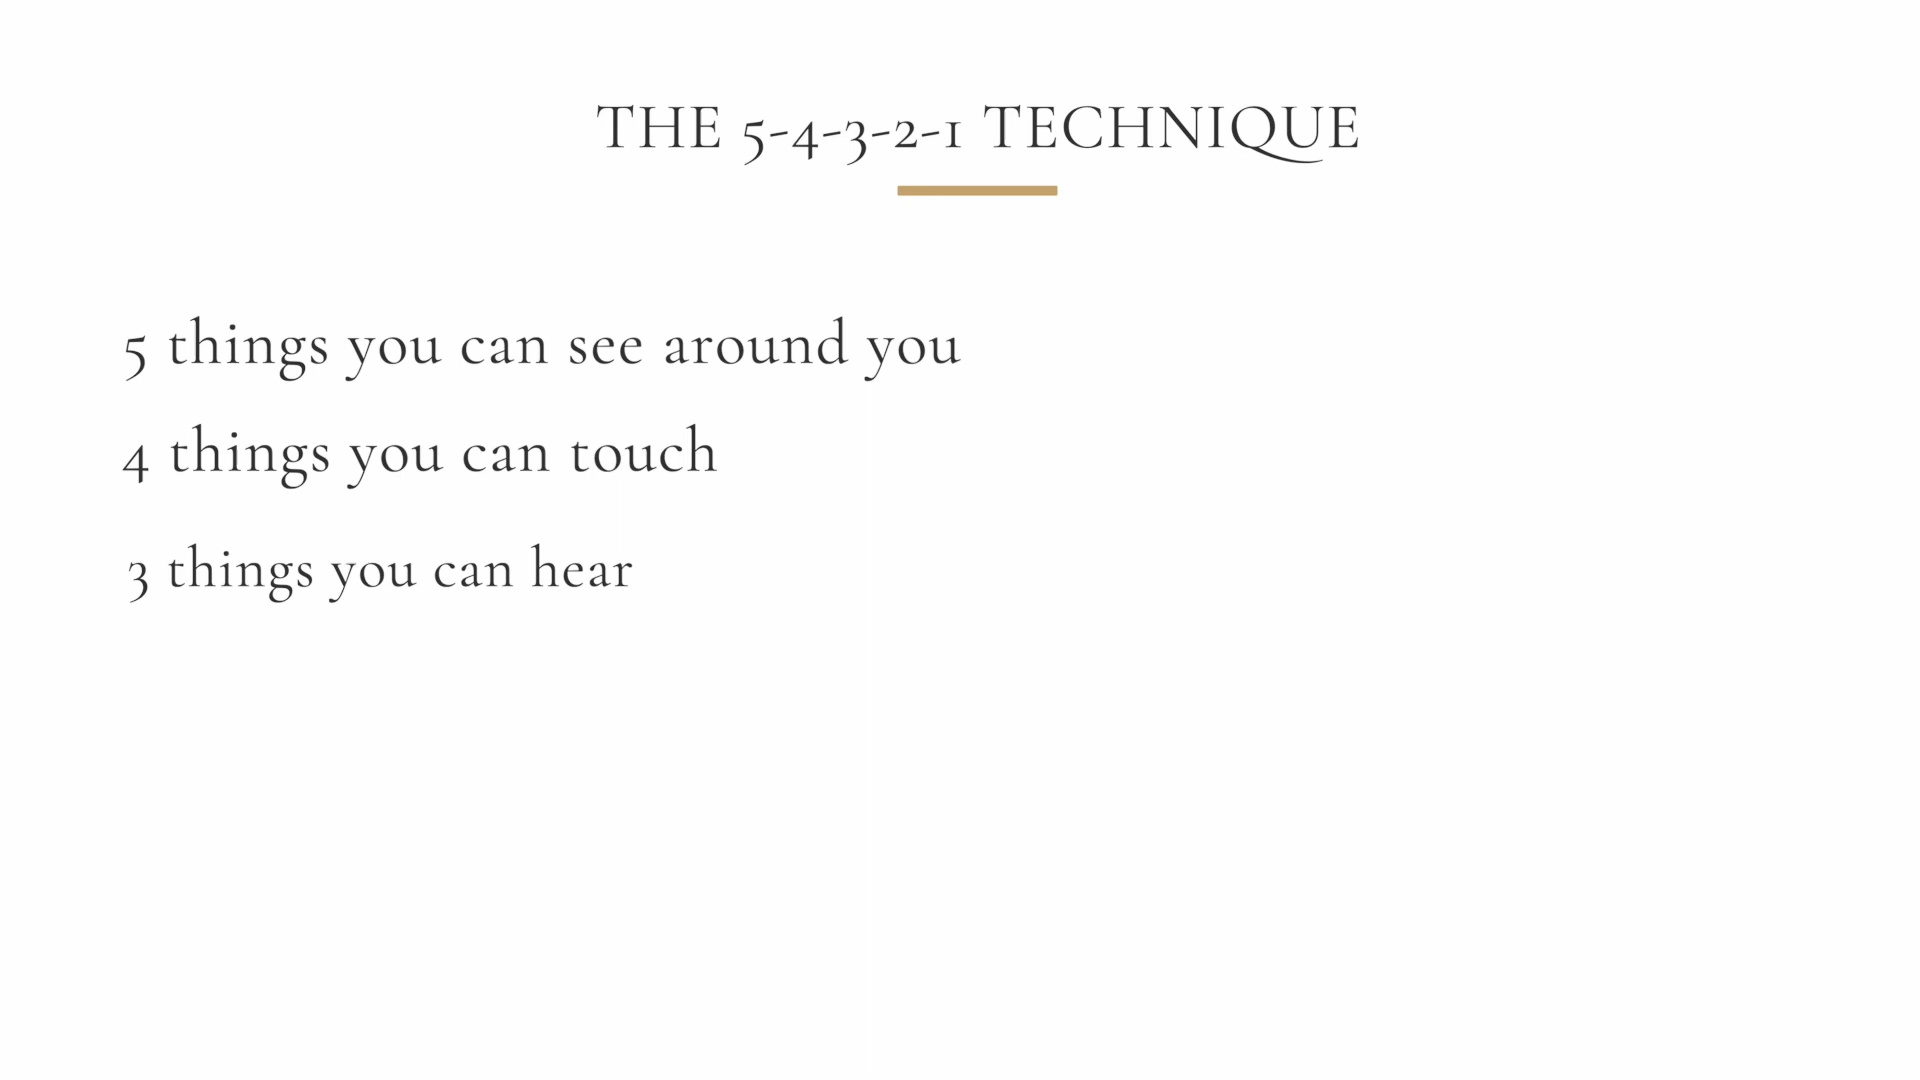 THE 5-4-3-2-1 TECHNIQUE
5 things you can see around you
4 things you can touch
3 things you can hear